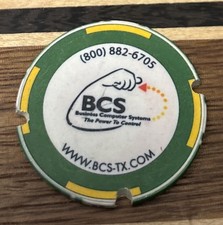 (800) 882-6705
BCS
Business Computer Systems
The Power To Control
WWW.BCS-TX.COM